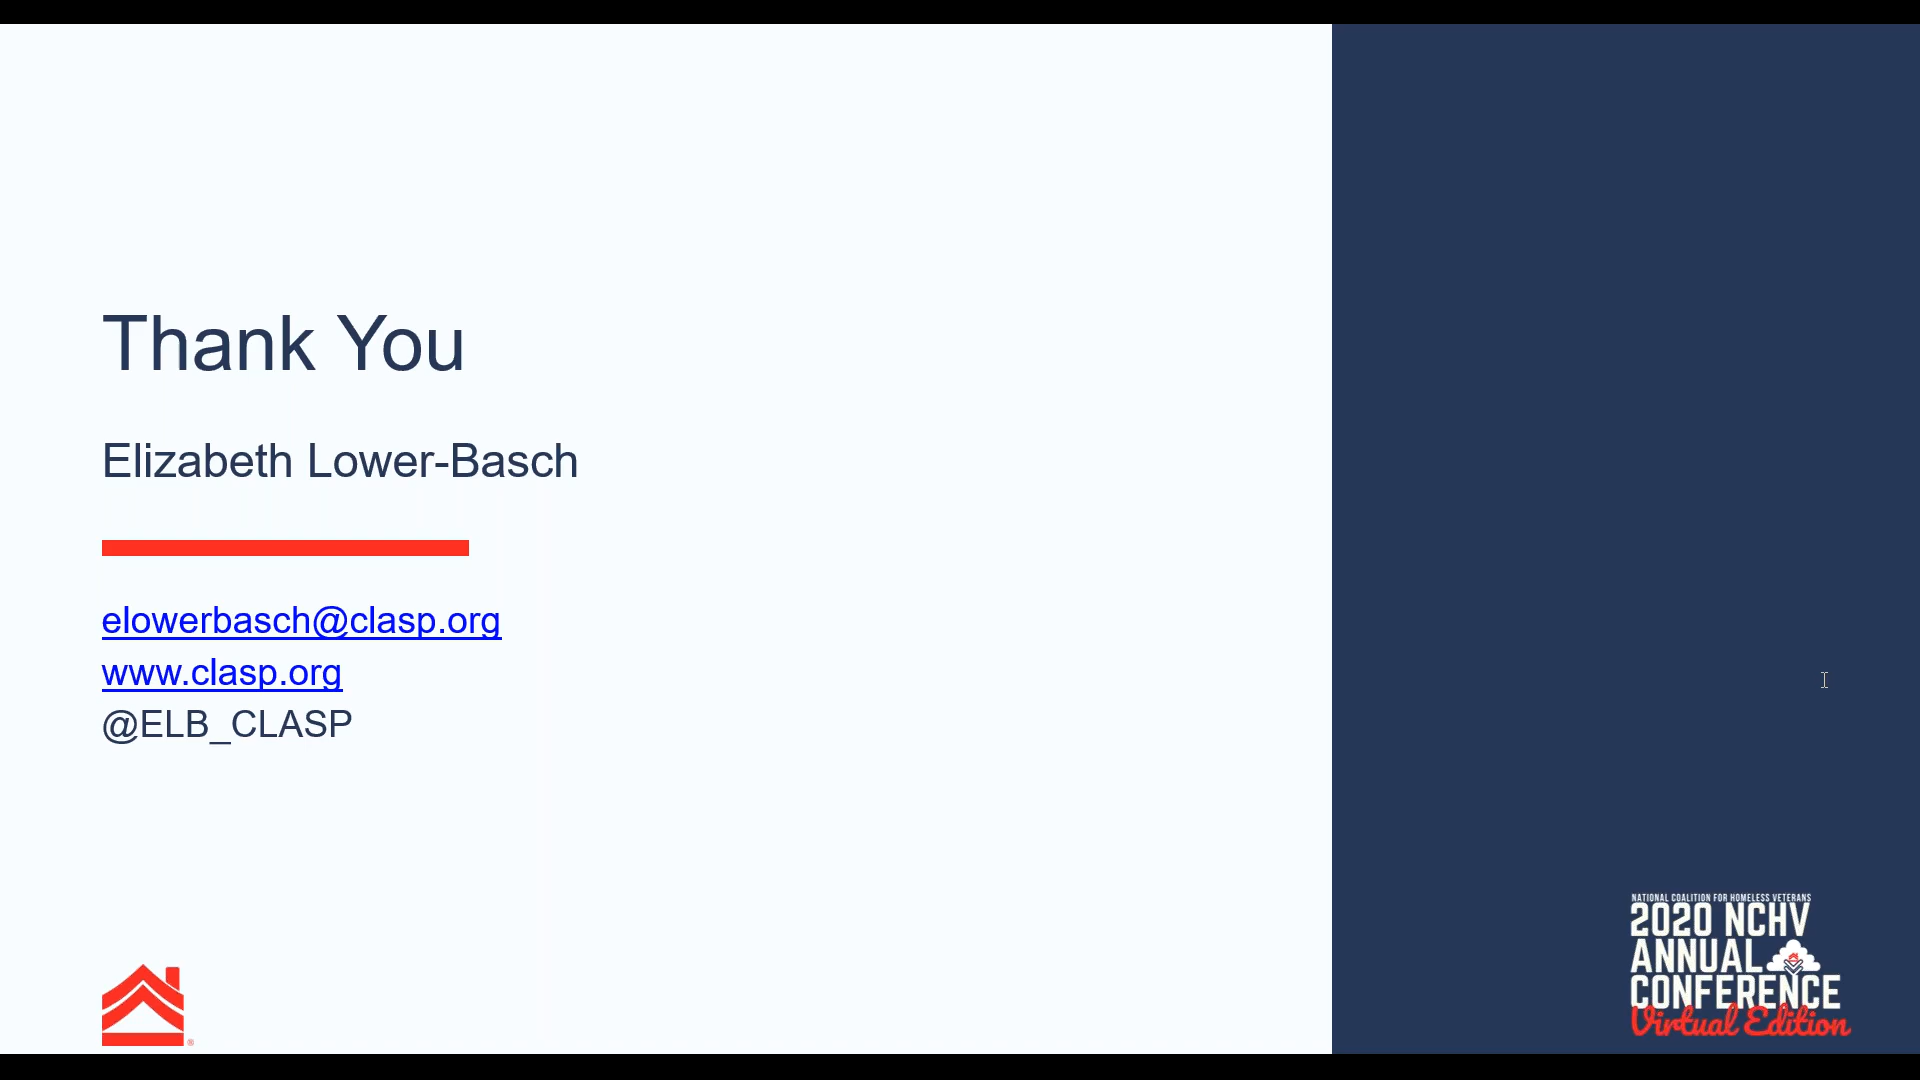 Thank You
Elizabeth Lower-Basch
elowerbasch@clasp.org
www.clasp.org
@ELB_CLASP
®
NATIONAL COALITION FOR HOMELESS VETERANS
2020 NCHV
ANNUAL
CONFERENCE
Virtual Edition